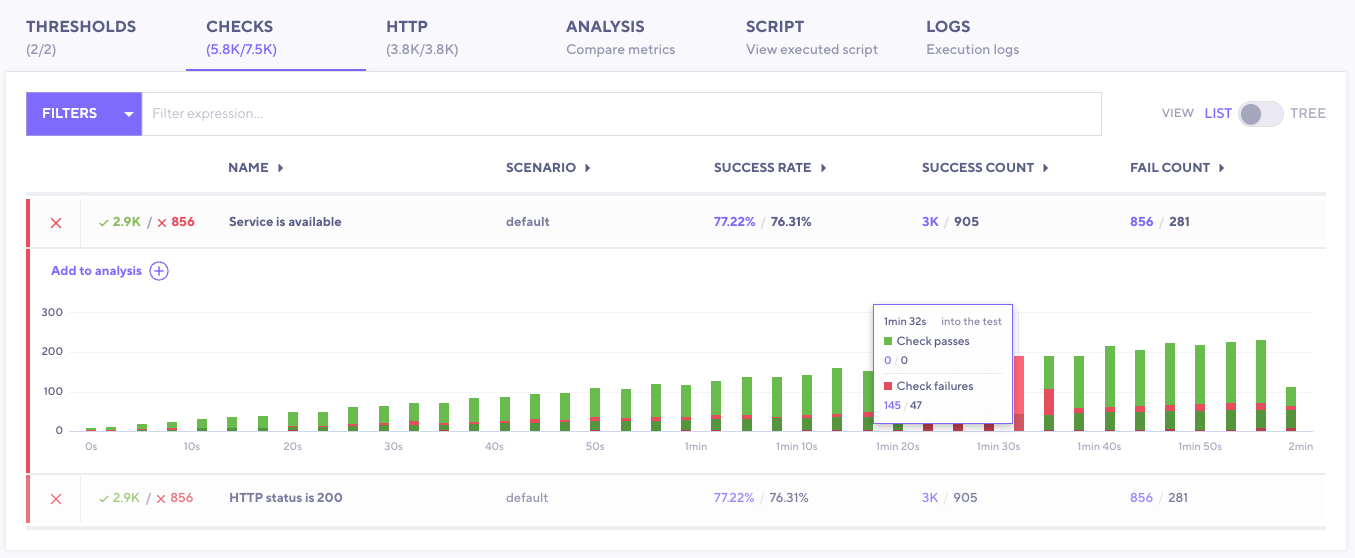 THRESHOLDS CHECKS HTTP ANALYSIS SCRIPT LOGS
(2/2) (5.8K/7.5K) (3.8K/3.8K) Compare metrics View executed script Execution logs
FILTERS Filter expression... VIEW LIST TREE
NAME SCENARIO SUCCESS RATE SUCCESS COUNT FAIL COUNT
2.9K / 856 Service is available default 77.22% / 76.31% 3K / 905 856 / 281
Add to analysis
300
200
100
0
1min 32s into the test
Check passes
0 / 0
Check failures
145 / 47
0s 10s 20s 30s 40s 50s 1min 1min 10s 1min 20s 1min 30s 1min 40s 1min 50s 2min
2.9K / 856 HTTP status is 200 default 77.22% / 76.31% 3K / 905 856 / 281